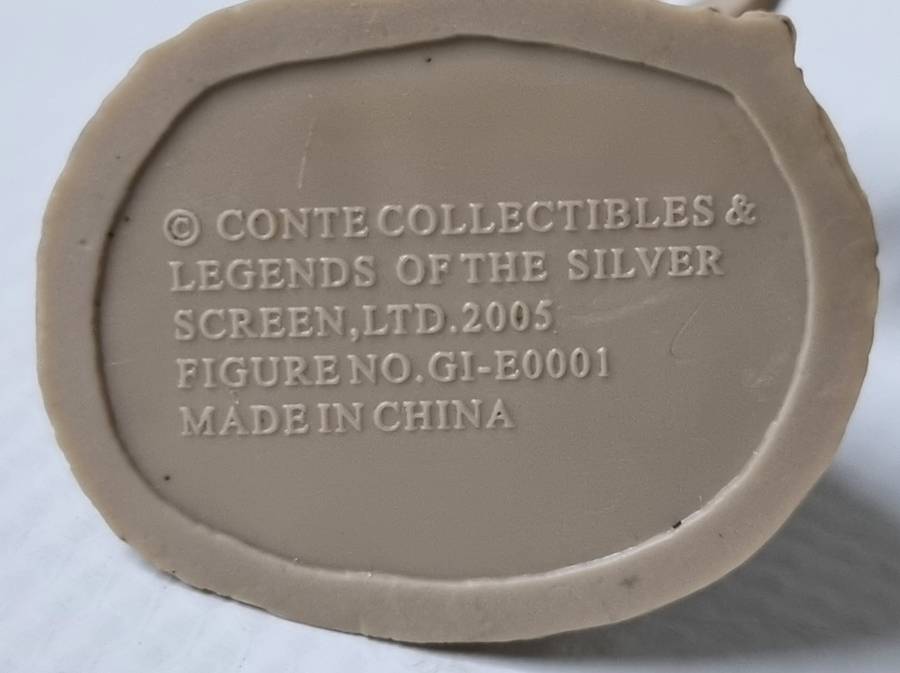 © CONTE COLLECTIBLES &
LEGENDS OF THE SILVER
SCREEN,LTD.2005
FIGURE NO.GI-E0001
MADE IN CHINA